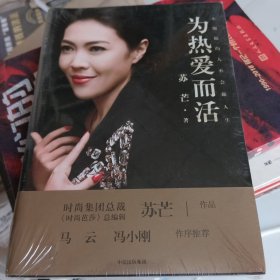 为热爱而活
苏芒·著
时尚集团总裁
《时尚芭莎》总编辑
苏芒 作品
马云 冯小刚 作序推荐
中信出版集团